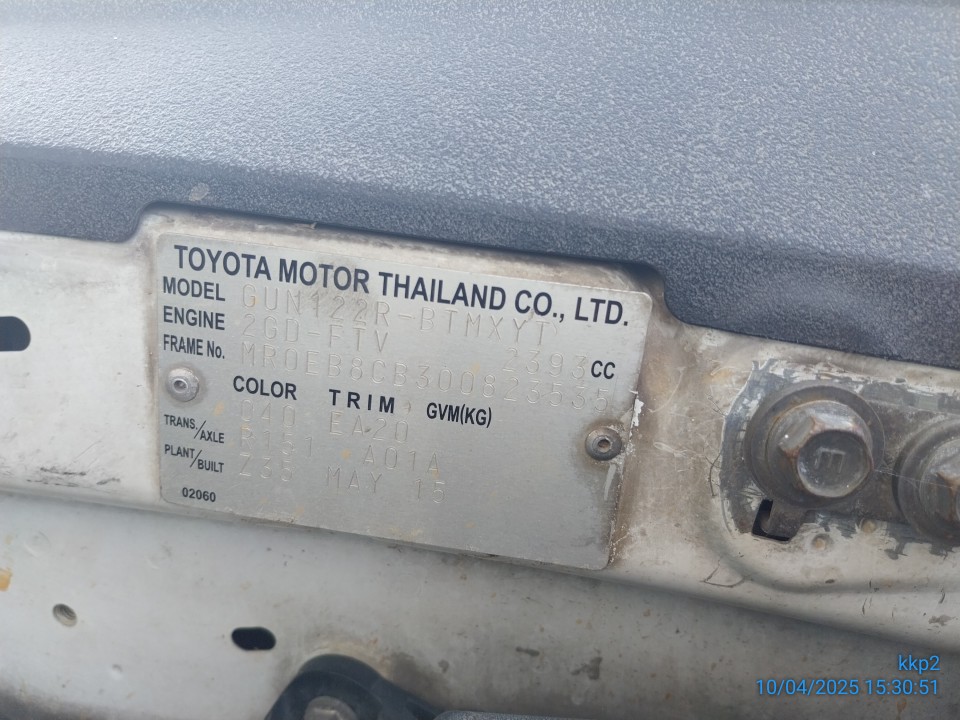 TOYOTA MOTOR THAILAND CO., LTD.
MODEL GUN122R-BTMXYT
ENGINE 2GD-FTV 2393 CC
FRAME No. MR0EB8CB300823535
COLOR TRIM GVM(KG)
040 EA20
TRANS./AXLE R151 A01A
PLANT/BUILT Z35 MAY 15
02060
E
kkp2
10/04/2025 15:30:51